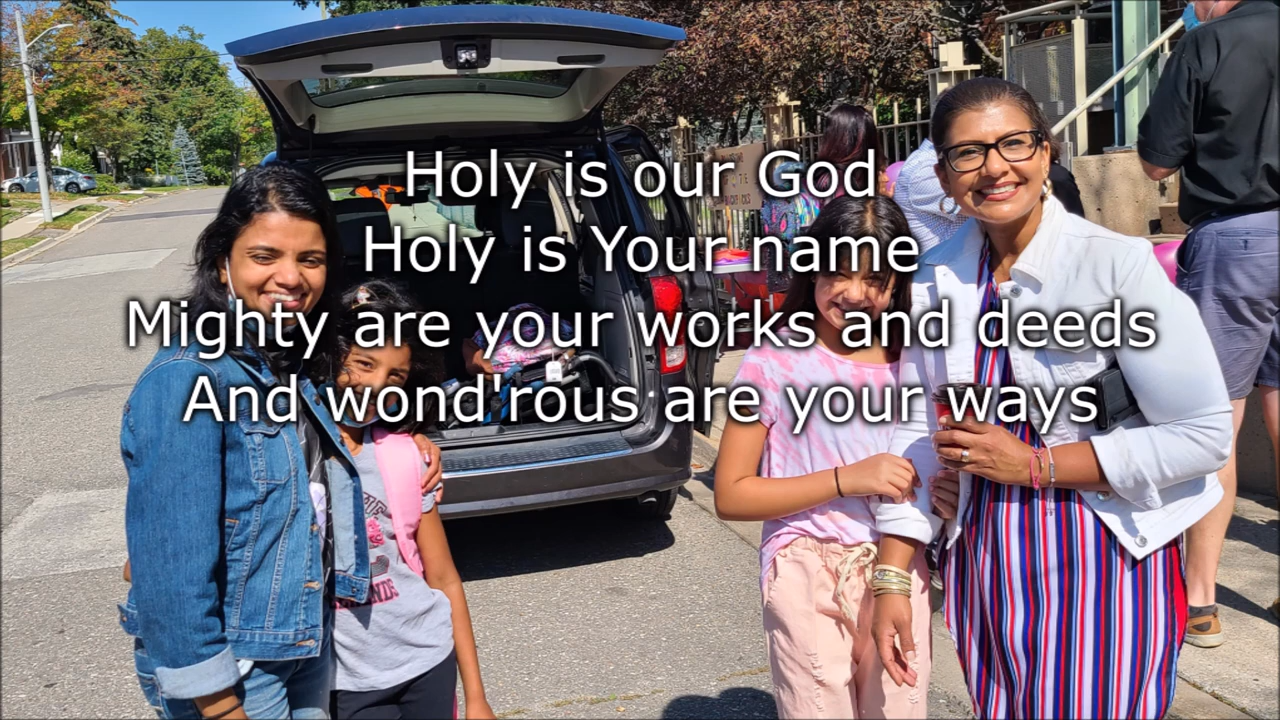 Holy is our God
Holy is Your name
Mighty are your works and deeds
And wond'rous are your ways